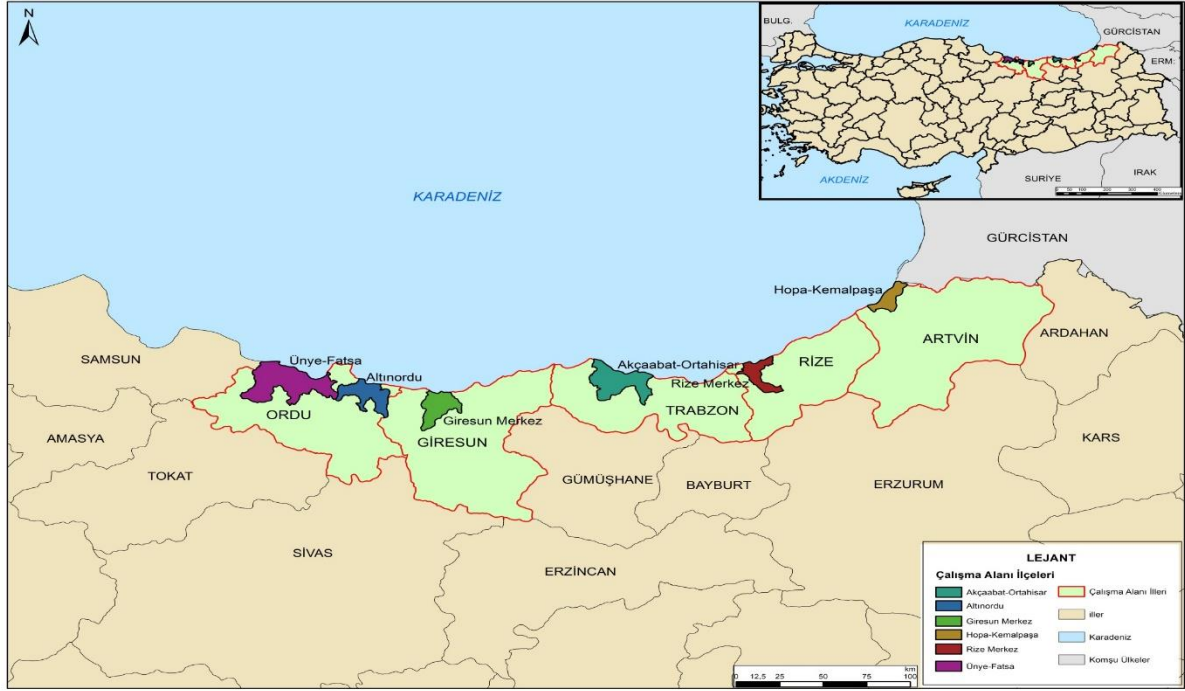 N
BULG.
KARADENİZ
GÜRCİSTAN
ERM:
AKDENİZ
SURİYE
IRAK
KARADENİZ
GÜRCİSTAN
Hopa-Kemalpaşa
ARTVİN
ARDAHAN
SAMSUN
Ünye-Fatsa
Altınordu
Akçaabat-Ortahisar
RİZE
Rize Merkez
ORDU
Giresun Merkez
TRABZON
GİRESUN
AMASYA
KARS
TOKAT
GÜMÜŞHANE
BAYBURT
ERZURUM
SİVAS
ERZİNCAN
LEJANT
Çalışma Alanı İlçeleri
Akçaabat-Ortahisar
Altınordu
Giresun Merkez
Hopa-Kemalpaşa
Rize Merkez
Ünye-Fatsa
Çalışma Alanı İlleri
iller
Karadeniz
Komşu Ülkeler
km
0 12,5 25 50 75 100